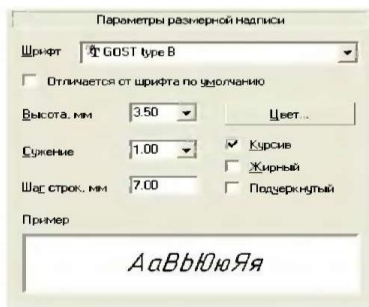 Параметры размерной надписи
Шрифт GOST type B
Отличается от шрифта по умолчанию
Высота, мм 3.50 Цвет...
Сужение 1.00 Курсив
Жирный
Шаг строк, мм 7.00 Подчеркнутый
Пример
АаВЬЮюЯя